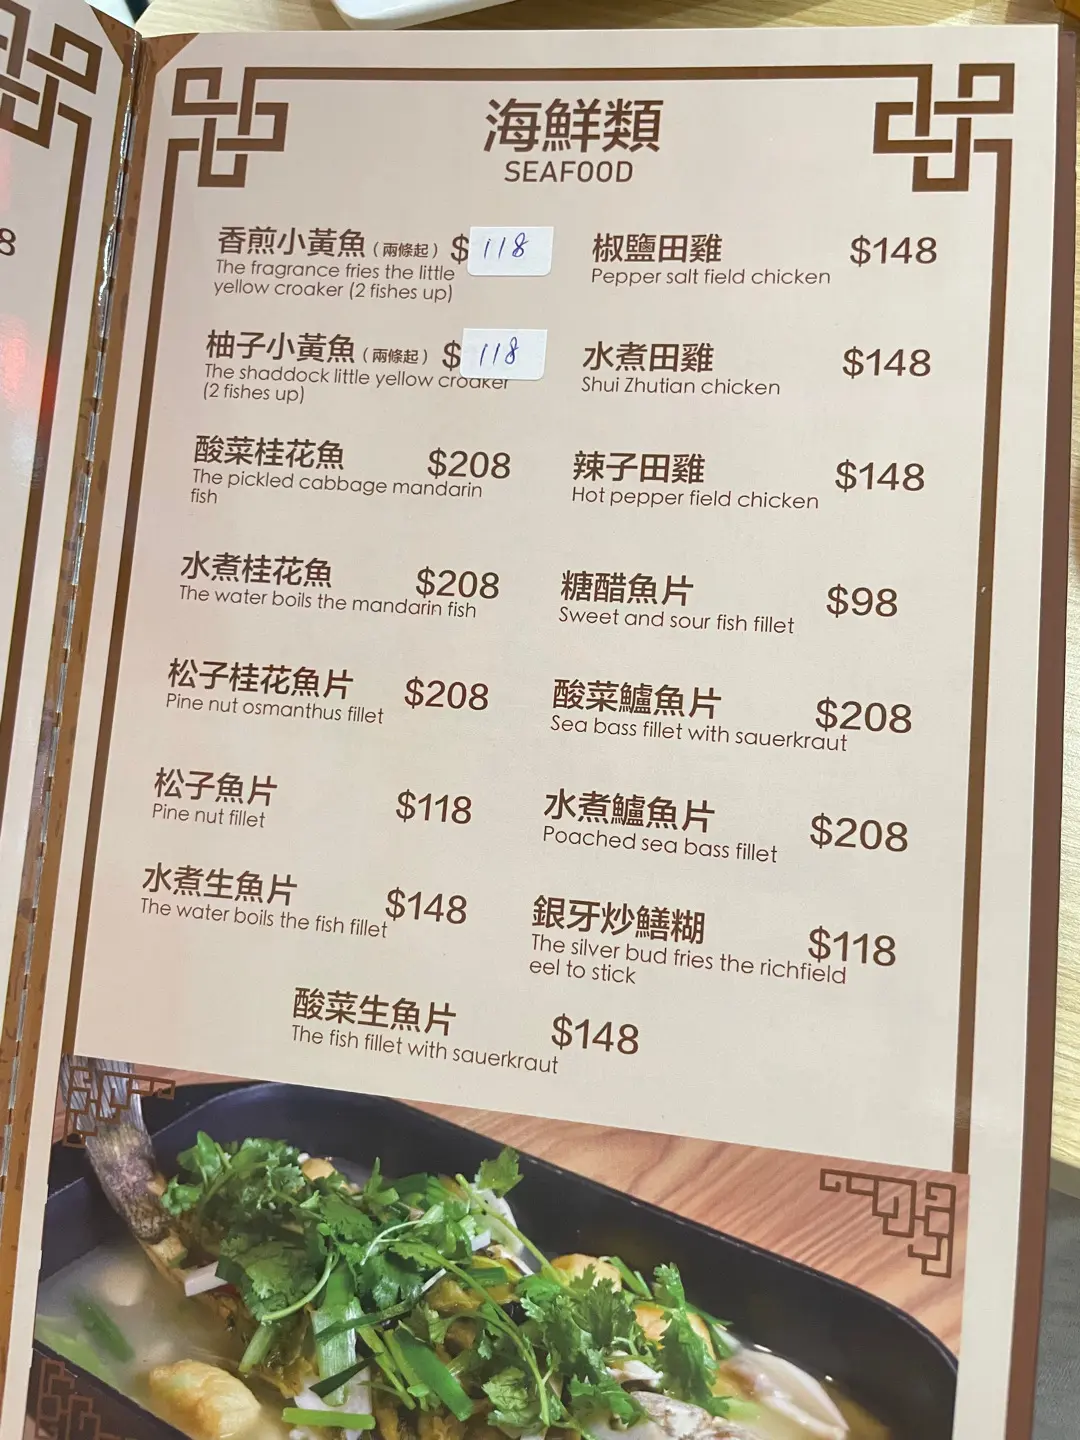 海鮮類
SEAFOOD
香煎小黃魚（兩條起） $118
The fragrance fries the little
yellow croaker (2 fishes up)
柚子小黃魚（兩條起） $118
The shaddock little yellow croaker
(2 fishes up)
酸菜桂花魚 $208
The pickled cabbage mandarin
fish
水煮桂花魚 $208
The water boils the mandarin fish
松子桂花魚片 $208
Pine nut osmanthus fillet
松子魚片 $118
Pine nut fillet
水煮生魚片 $148
The water boils the fish fillet
椒鹽田雞 $148
Pepper salt field chicken
水煮田雞 $148
Shui Zhutian chicken
辣子田雞 $148
Hot pepper field chicken
糖醋魚片 $98
Sweet and sour fish fillet
酸菜鱸魚片 $208
Sea bass fillet with sauerkraut
水煮鱸魚片 $208
Poached sea bass fillet
銀牙炒鱔糊 $118
The silver bud fries the richfield
eel to stick
酸菜生魚片 $148
The fish fillet with sauerkraut
8